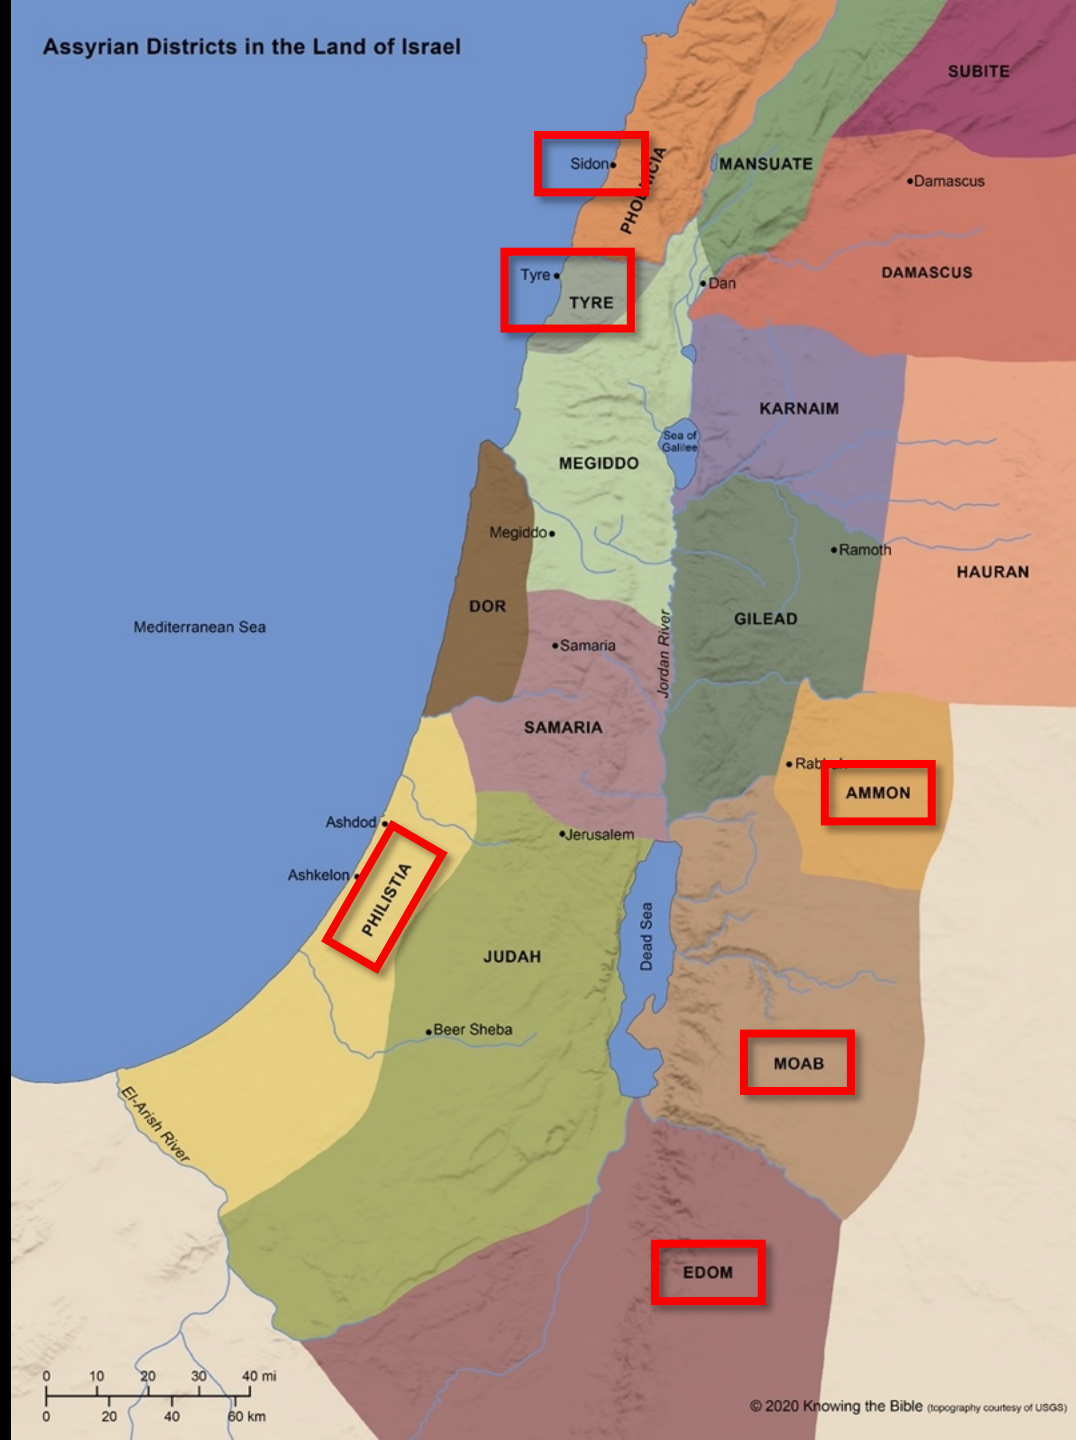 Assyrian Districts in the Land of Israel
SUBITE
Sidon
PHOENICIA
MANSUATE
Damascus
DAMASCUS
Tyre
TYRE
Dan
KARNAIM
Sea of
Galilee
MEGIDDO
Megiddo
Ramoth
HAURAN
DOR
GILEAD
Mediterranean Sea
Samaria
Jordan River
SAMARIA
AMMON
Ashdod
Jerusalem
Ashkelon
PHILISTIA
JUDAH
Dead Sea
Beer Sheba
MOAB
El-Arish River
EDOM
0 10 20 30 40 mi
0 20 40 60 km
© 2020 Knowing the Bible (topography courtesy of USGS)